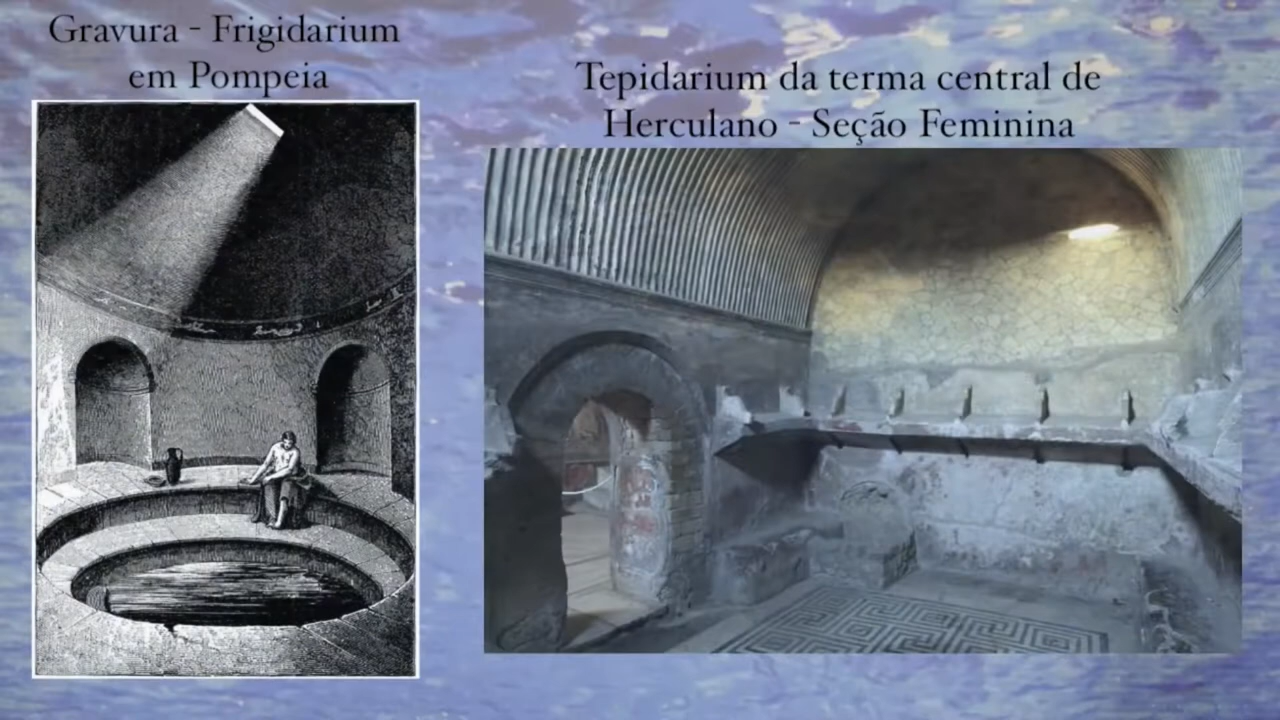 Gravura - Frigidarium
em Pompeia
Tepidarium da terma central de
Herculano - Seção Feminina